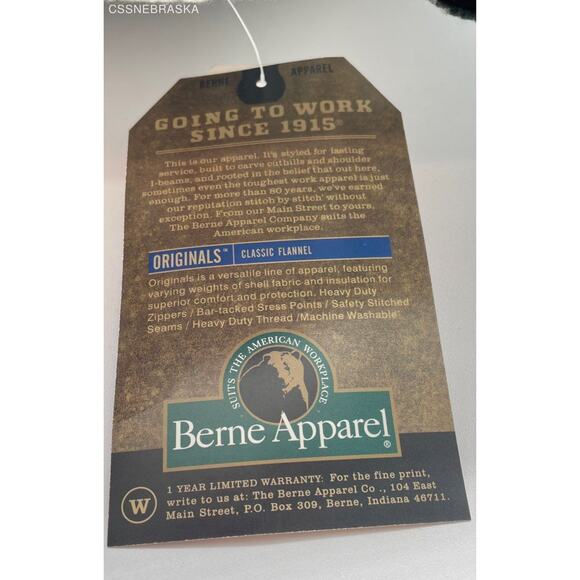 CSSNEBRASKA
BERNE APPAREL
GOING TO WORK
SINCE 1915®
This is our apparel. It's styled for lasting
service, built to carve cuthills and shoulder
I-beams, and rooted in the belief that out here,
sometimes even the toughest work apparel is just
enough. For more than 80 years, we've earned
our reputation stitch by stitch without
exception. From our Main Street to yours,
The Berne Apparel Company suits the
American workplace.
ORIGINALS™ | CLASSIC FLANNEL
Originals is a versatile line of apparel, featuring
varying weights of shell fabric and insulation for
superior comfort and protection. Heavy Duty
Zippers / Bar-tacked Sress Points / Safety Stitched
Seams / Heavy Duty Thread /Machine Washable
SUITS THE AMERICAN WORKPLACE
Berne Apparel®
W
1 YEAR LIMITED WARRANTY: For the fine print,
write to us at: The Berne Apparel Co ., 104 East
Main Street, P.O. Box 309, Berne, Indiana 46711.